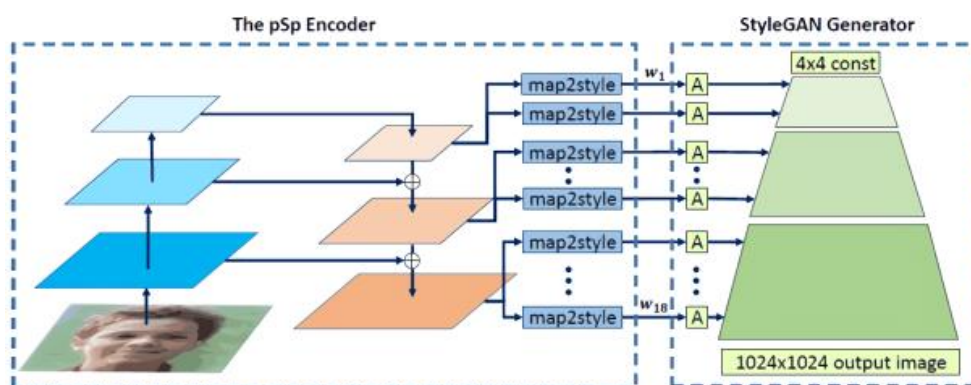 The pSp Encoder
StyleGAN Generator
map2style
map2style
map2style
map2style
map2style
map2style
w₁
w₁₈
4x4 const
A
A
A
A
A
A
1024x1024 output image